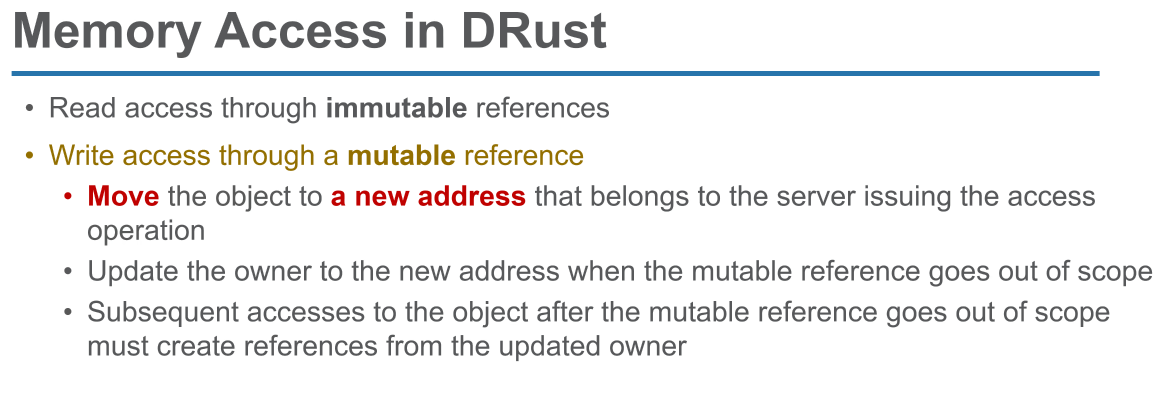 Memory Access in DRust
• Read access through immutable references
• Write access through a mutable reference
• Move the object to a new address that belongs to the server issuing the access
operation
• Update the owner to the new address when the mutable reference goes out of scope
• Subsequent accesses to the object after the mutable reference goes out of scope
must create references from the updated owner